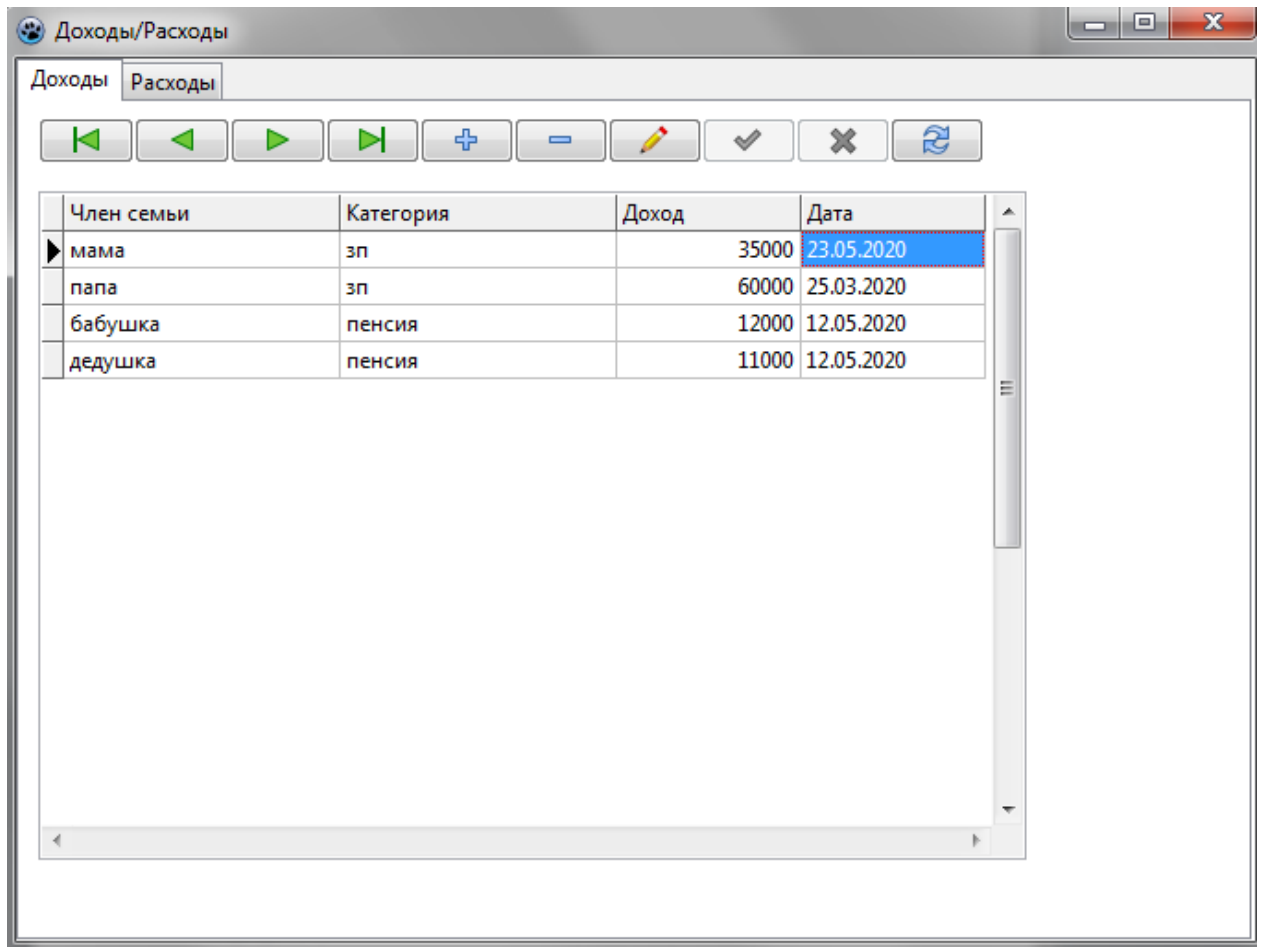 Доходы/Расходы
Доходы Расходы
Член семьи Категория Доход Дата
мама зп 35000 23.05.2020
папа зп 60000 25.03.2020
бабушка пенсия 12000 12.05.2020
дедушка пенсия 11000 12.05.2020